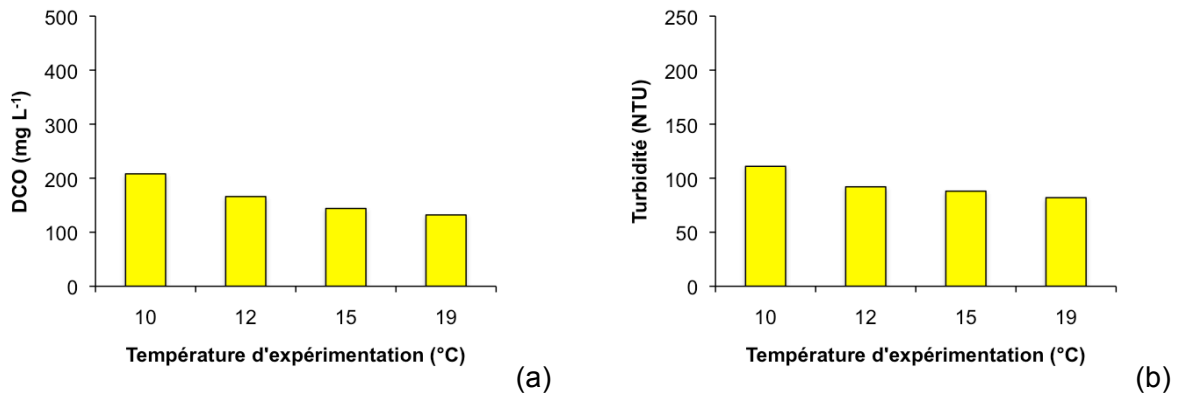 500
400
300
200
100
0
DCO (mg L-1)
10 12 15 19
Température d'expérimentation (°C)
(a)
250
200
150
100
50
0
Turbidité (NTU)
10 12 15 19
Température d'expérimentation (°C)
(b)